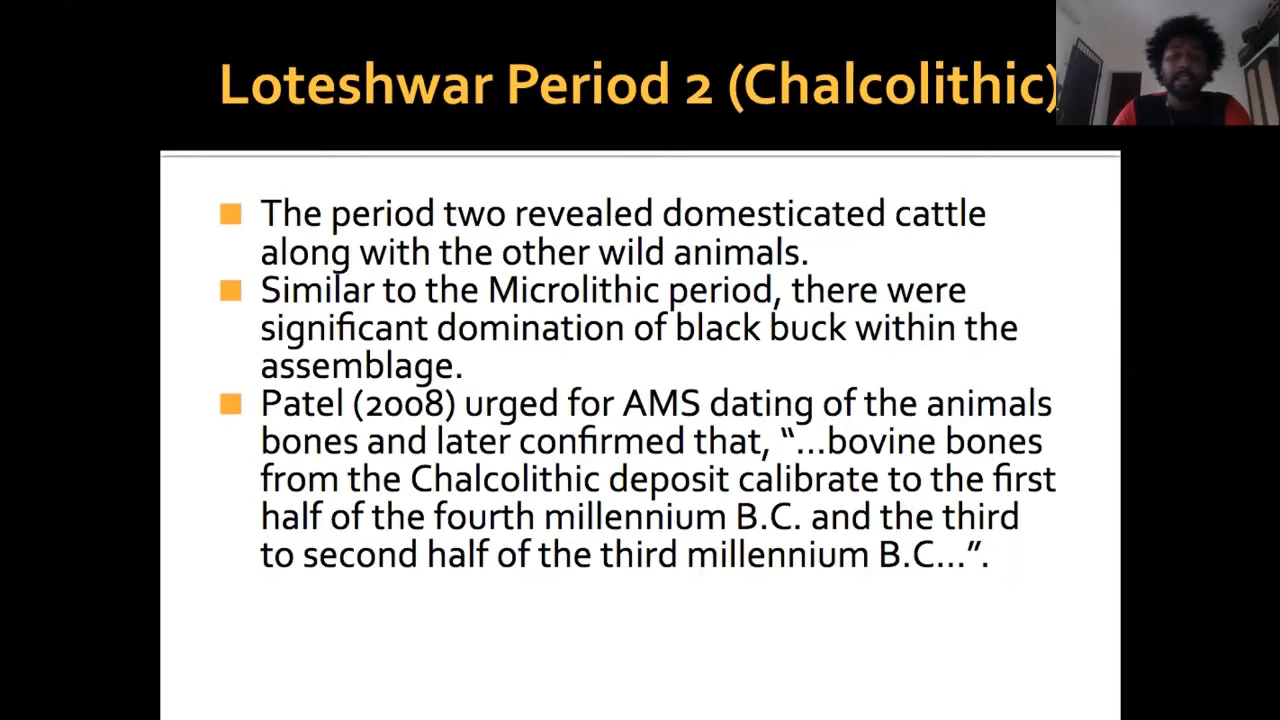 Loteshwar Period 2 (Chalcolithic)
The period two revealed domesticated cattle
along with the other wild animals.
Similar to the Microlithic period, there were
significant domination of black buck within the
assemblage.
Patel (2008) urged for AMS dating of the animals
bones and later confirmed that, “...bovine bones
from the Chalcolithic deposit calibrate to the first
half of the fourth millennium B.C. and the third
to second half of the third millennium B.C...”.